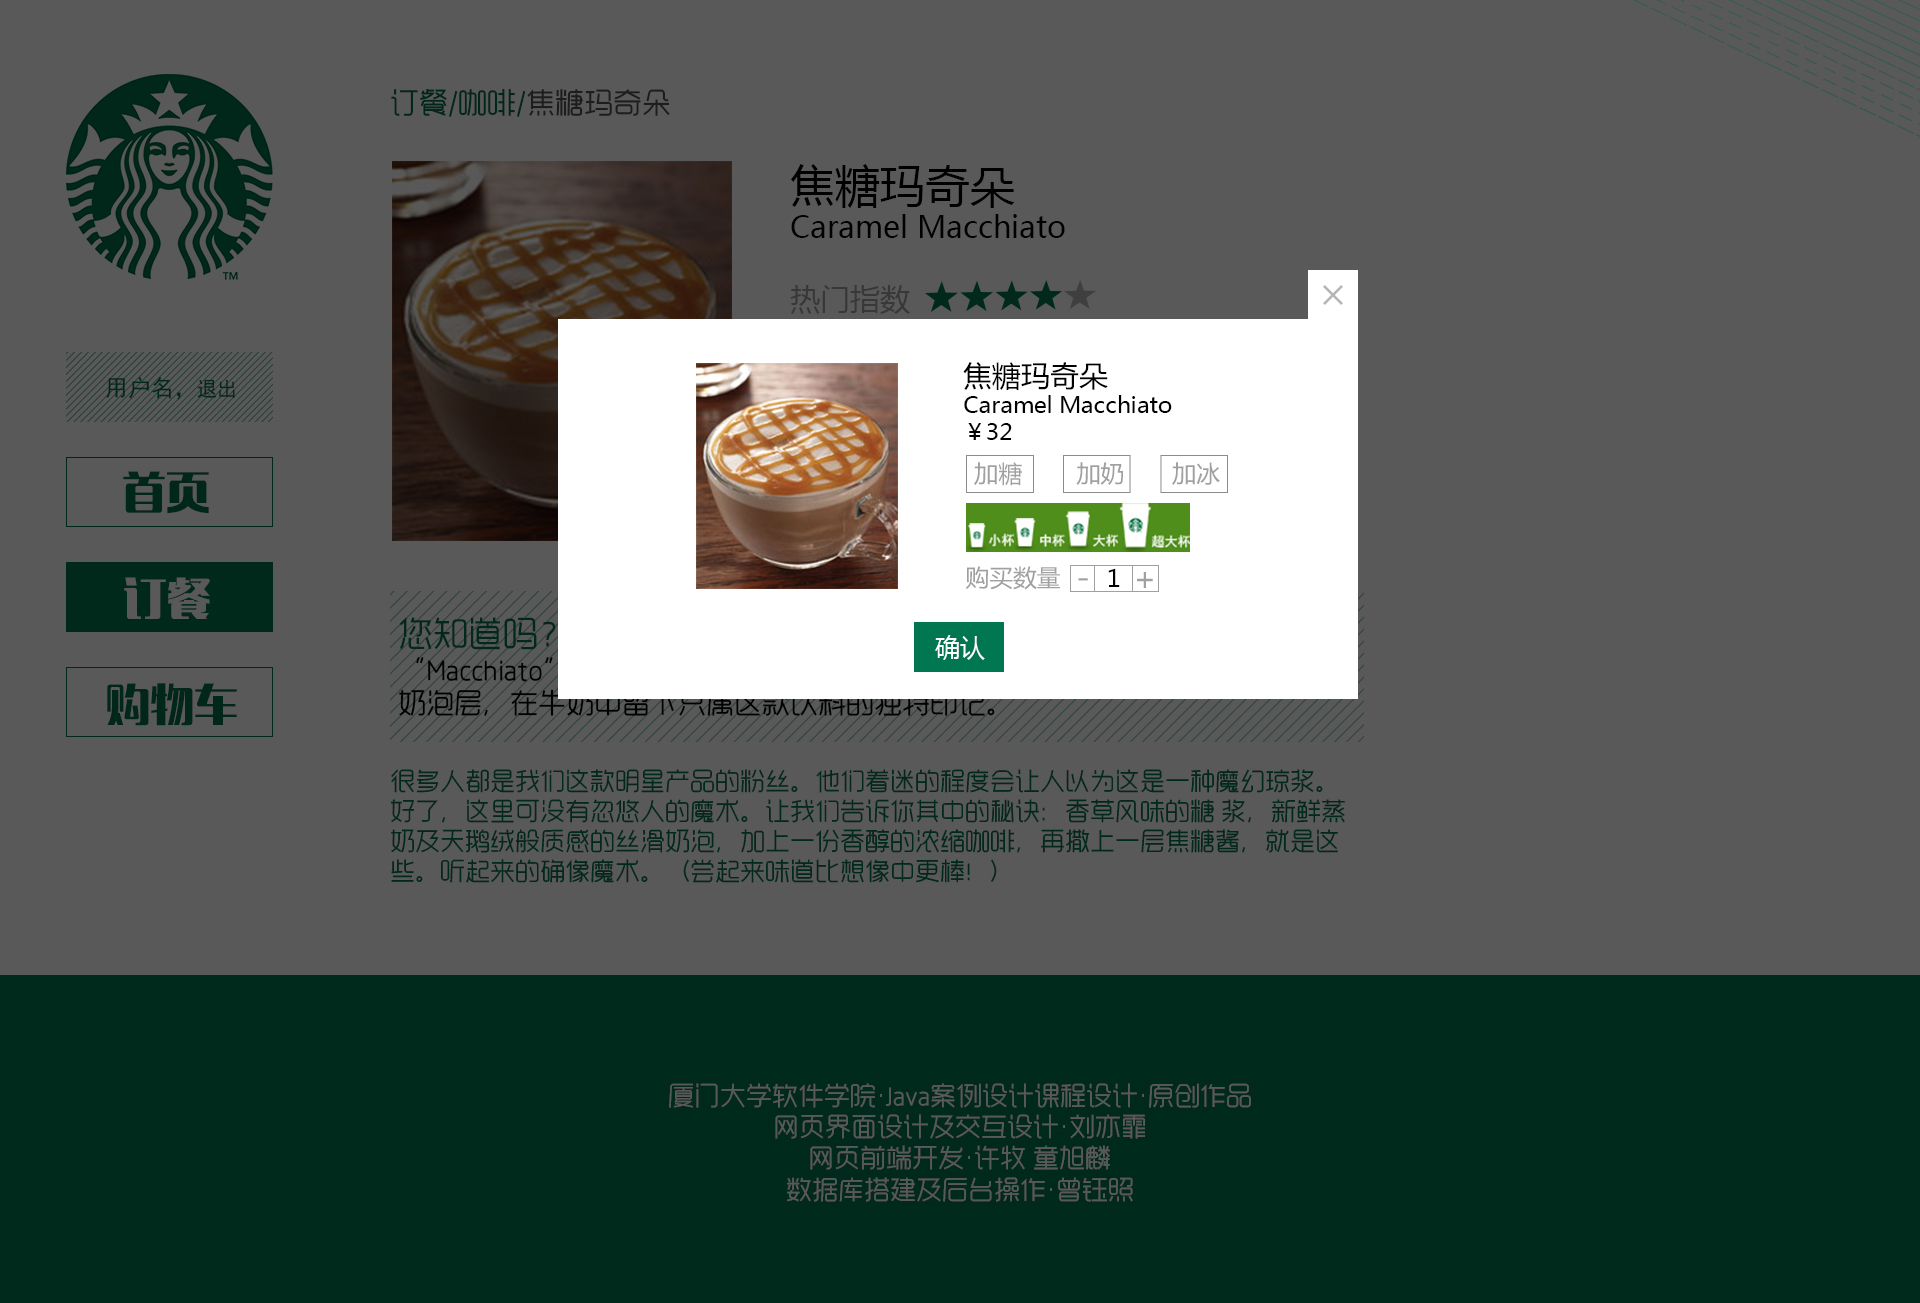 订餐/咖啡/焦糖玛奇朵
TM
焦糖玛奇朵
Caramel Macchiato
热门指数
用户名，退出
首页
订餐
购物车
焦糖玛奇朵
Caramel Macchiato
¥32
加糖 加奶 加冰
小杯 中杯 大杯 超大杯
购买数量 - 1 +
确认
您知道吗？
“Macchiato”
奶泡层，在牛奶中留下只属这款饮料的独特印记。
很多人都是我们这款明星产品的粉丝。他们着迷的程度会让人以为这是一种魔幻琼浆。
好了，这里可没有忽悠人的魔术。让我们告诉你其中的秘诀：香草风味的糖 浆，新鲜蒸
奶及天鹅绒般质感的丝滑奶泡，加上一份香醇的浓缩咖啡，再撒上一层焦糖酱，就是这
些。听起来的确像魔术。（尝起来味道比想像中更棒！）
厦门大学软件学院·Java案例设计课程设计·原创作品
网页界面设计及交互设计·刘亦霏
网页前端开发·许牧 童旭麟
数据库搭建及后台操作·曾钰照